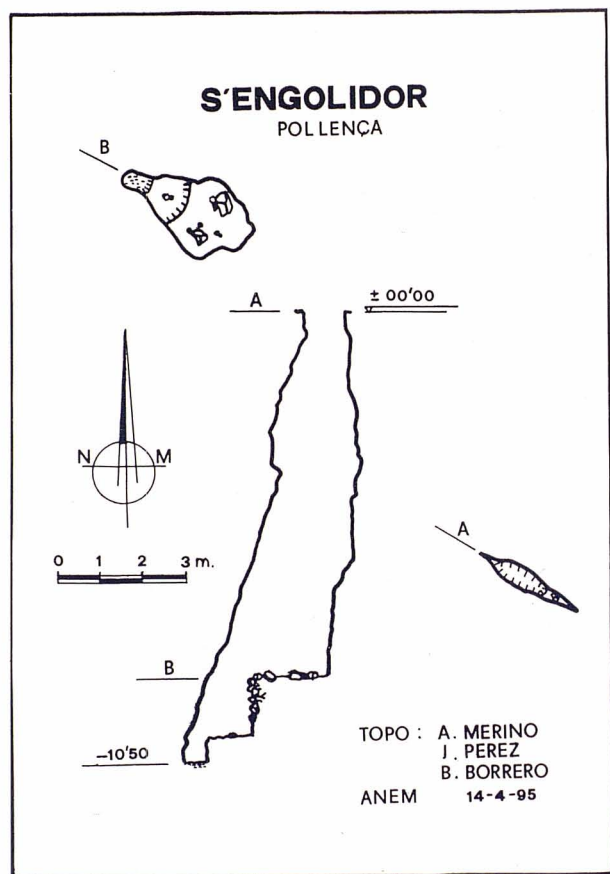 S'ENGOLIDOR
POLLENÇA
B
A
± 00'00
N M
A
0 1 2 3 m.
B
-10'50
TOPO : A. MERINO
J. PEREZ
B. BORRERO
ANEM 14-4-95